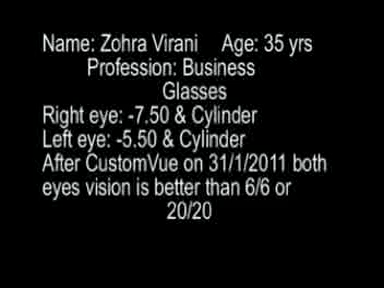 Name: Zohra Virani Age: 35 yrs
Profession: Business
Glasses
Right eye: -7.50 & Cylinder
Left eye: -5.50 & Cylinder
After CustomVue on 31/1/2011 both
eyes vision is better than 6/6 or
20/20